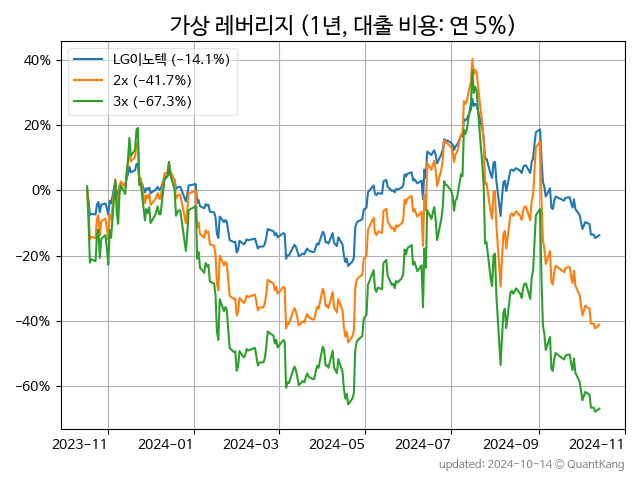 가상 레버리지 (1년, 대출 비용: 연 5%)
LG이노텍 (-14.1%)
2x (-41.7%)
3x (-67.3%)
40%
20%
0%
-20%
-40%
-60%
2023-11 2024-01 2024-03 2024-05 2024-07 2024-09 2024-11
updated: 2024-10-14 © QuantKang